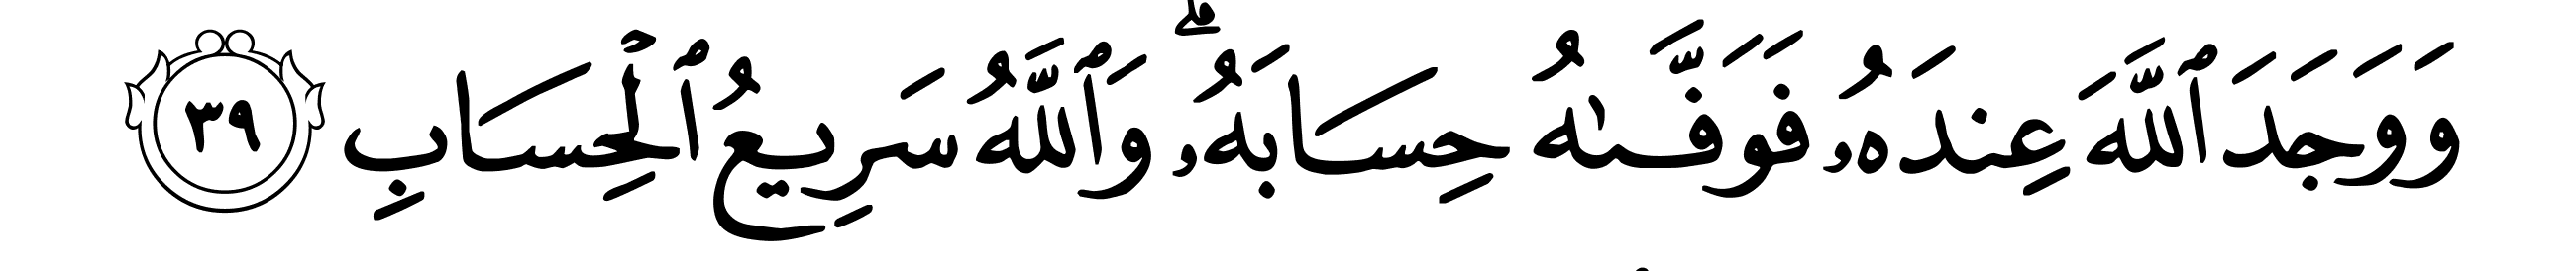 وَوَجَدَ ٱللَّهَ عِندَهُۥ فَوَفَّىٰهُ حِسَابَهُۥ ۗ وَٱللَّهُ سَرِيعُ ٱلْحِسَابِ ٣٩